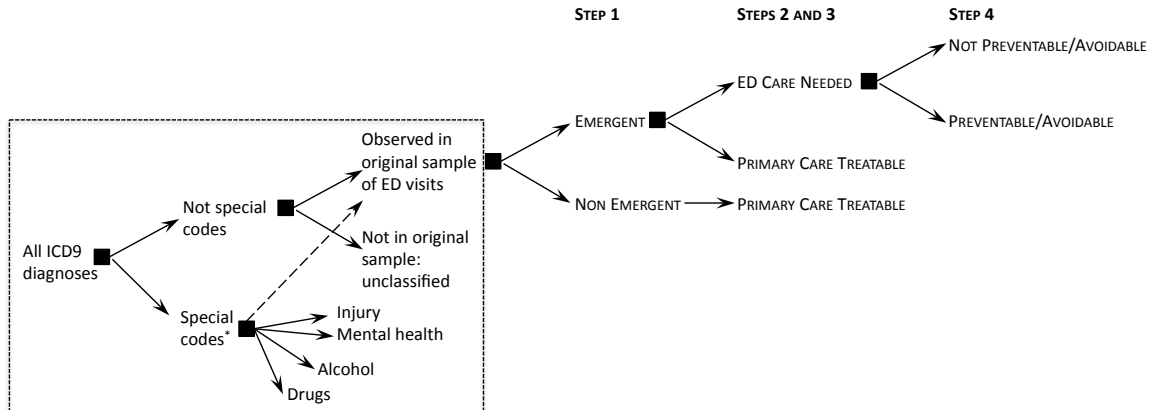 STEP 1
STEPS 2 AND 3
STEP 4
NOT PREVENTABLE/AVOIDABLE
ED CARE NEEDED
PREVENTABLE/AVOIDABLE
EMERGENT
PRIMARY CARE TREATABLE
NON EMERGENT
PRIMARY CARE TREATABLE
Observed in
original sample
of ED visits
Not special
codes
Not in original
sample:
unclassified
All ICD9
diagnoses
Special
codes*
Injury
Mental health
Alcohol
Drugs